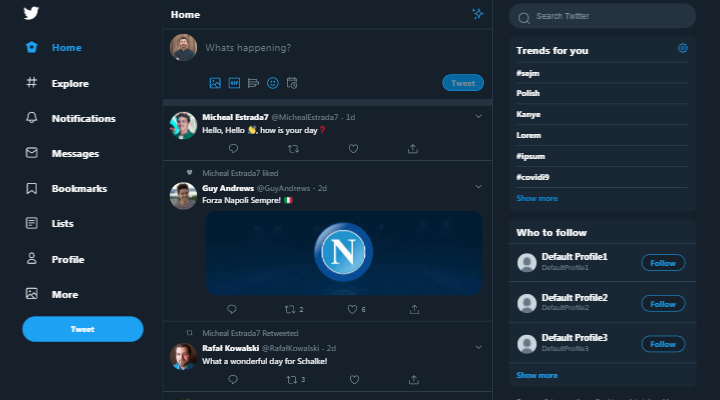 Home
Explore
Notifications
Messages
Bookmarks
Lists
Profile
More
Tweet
Home
Whats happening?
GIF
Tweet
Micheal Estrada7 @MichealEstrada7 - 1d
Hello, Hello 👋, how is your day❓
Micheal Estrada7 liked
Guy Andrews @GuyAndrews - 2d
Forza Napoli Sempre! 🇮🇹
N
2
6
Micheal Estrada7 Retweeted
Rafał Kowalski @RafałKowalski - 2d
What a wonderful day for Schalke!
3
Search Twitter
Trends for you
#sejm
Polish
Kanye
Lorem
#ipsum
#covid19
Show more
Who to follow
Default Profile1
DefaultProfile1
Follow
Default Profile2
DefaultProfile2
Follow
Default Profile3
DefaultProfile3
Follow
Show more